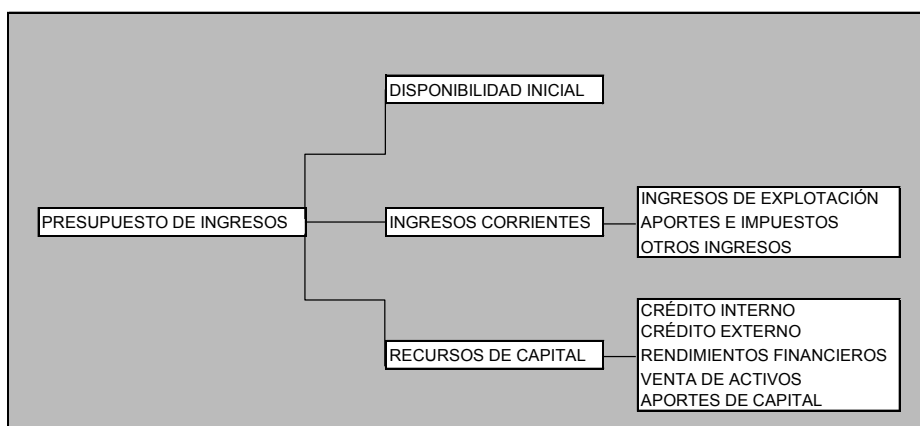 DISPONIBILIDAD INICIAL
PRESUPUESTO DE INGRESOS
INGRESOS CORRIENTES
INGRESOS DE EXPLOTACIÓN
APORTES E IMPUESTOS
OTROS INGRESOS
RECURSOS DE CAPITAL
CRÉDITO INTERNO
CRÉDITO EXTERNO
RENDIMIENTOS FINANCIEROS
VENTA DE ACTIVOS
APORTES DE CAPITAL